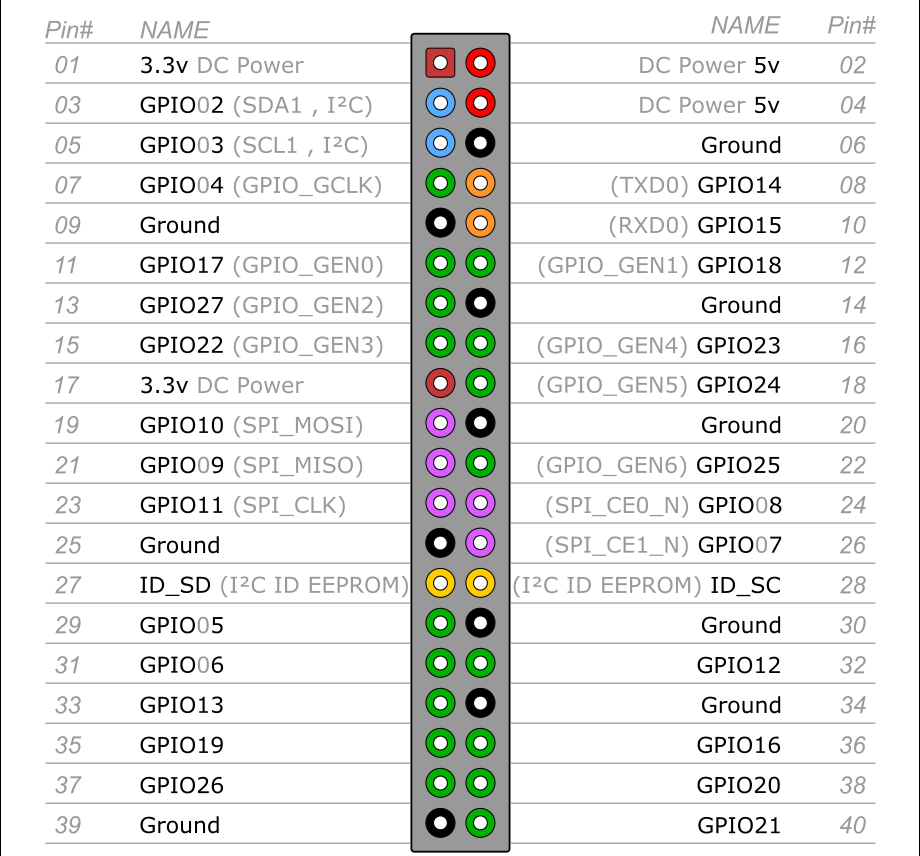 Pin# NAME NAME Pin#
01 3.3v DC Power DC Power 5v 02
03 GPIO02 (SDA1 , I²C) DC Power 5v 04
05 GPIO03 (SCL1 , I²C) Ground 06
07 GPIO04 (GPIO_GCLK) (TXD0) GPIO14 08
09 Ground (RXD0) GPIO15 10
11 GPIO17 (GPIO_GEN0) (GPIO_GEN1) GPIO18 12
13 GPIO27 (GPIO_GEN2) Ground 14
15 GPIO22 (GPIO_GEN3) (GPIO_GEN4) GPIO23 16
17 3.3v DC Power (GPIO_GEN5) GPIO24 18
19 GPIO10 (SPI_MOSI) Ground 20
21 GPIO09 (SPI_MISO) (GPIO_GEN6) GPIO25 22
23 GPIO11 (SPI_CLK) (SPI_CE0_N) GPIO08 24
25 Ground (SPI_CE1_N) GPIO07 26
27 ID_SD (I²C ID EEPROM) (I²C ID EEPROM) ID_SC 28
29 GPIO05 Ground 30
31 GPIO06 GPIO12 32
33 GPIO13 Ground 34
35 GPIO19 GPIO16 36
37 GPIO26 GPIO20 38
39 Ground GPIO21 40